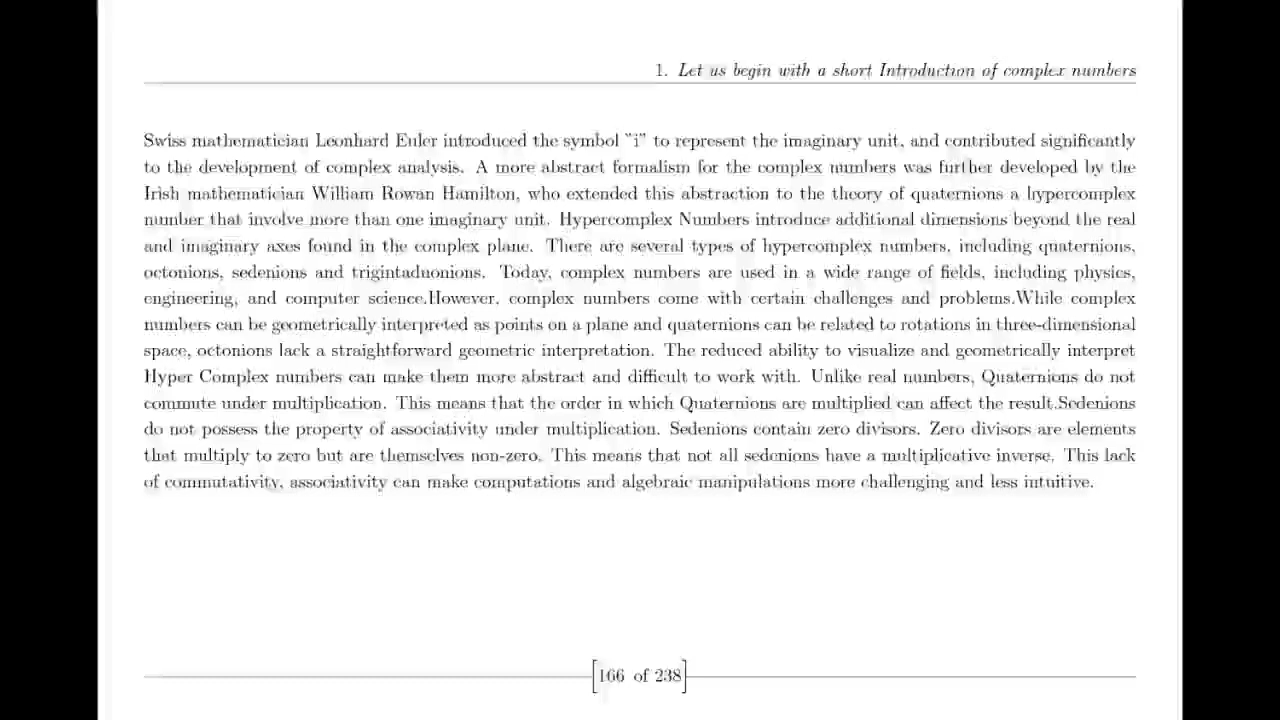 1. Let us begin with a short Introduction of complex numbers
Swiss mathematician Leonhard Euler introduced the symbol "i" to represent the imaginary unit, and contributed significantly
to the development of complex analysis. A more abstract formalism for the complex numbers was further developed by the
Irish mathematician William Rowan Hamilton, who extended this abstraction to the theory of quaternions a hypercomplex
number that involve more than one imaginary unit. Hypercomplex Numbers introduce additional dimensions beyond the real
and imaginary axes found in the complex plane. There are several types of hypercomplex numbers, including quaternions,
octonions, sedenions and trigintaduonions. Today, complex numbers are used in a wide range of fields, including physics,
engineering, and computer science.However, complex numbers come with certain challenges and problems.While complex
numbers can be geometrically interpreted as points on a plane and quaternions can be related to rotations in three-dimensional
space, octonions lack a straightforward geometric interpretation. The reduced ability to visualize and geometrically interpret
Hyper Complex numbers can make them more abstract and difficult to work with. Unlike real numbers, Quaternions do not
commute under multiplication. This means that the order in which Quaternions are multiplied can affect the result.Sedenions
do not possess the property of associativity under multiplication. Sedenions contain zero divisors. Zero divisors are elements
that multiply to zero but are themselves non-zero. This means that not all sedenions have a multiplicative inverse. This lack
of commutativity, associativity can make computations and algebraic manipulations more challenging and less intuitive.
[166 of 238]